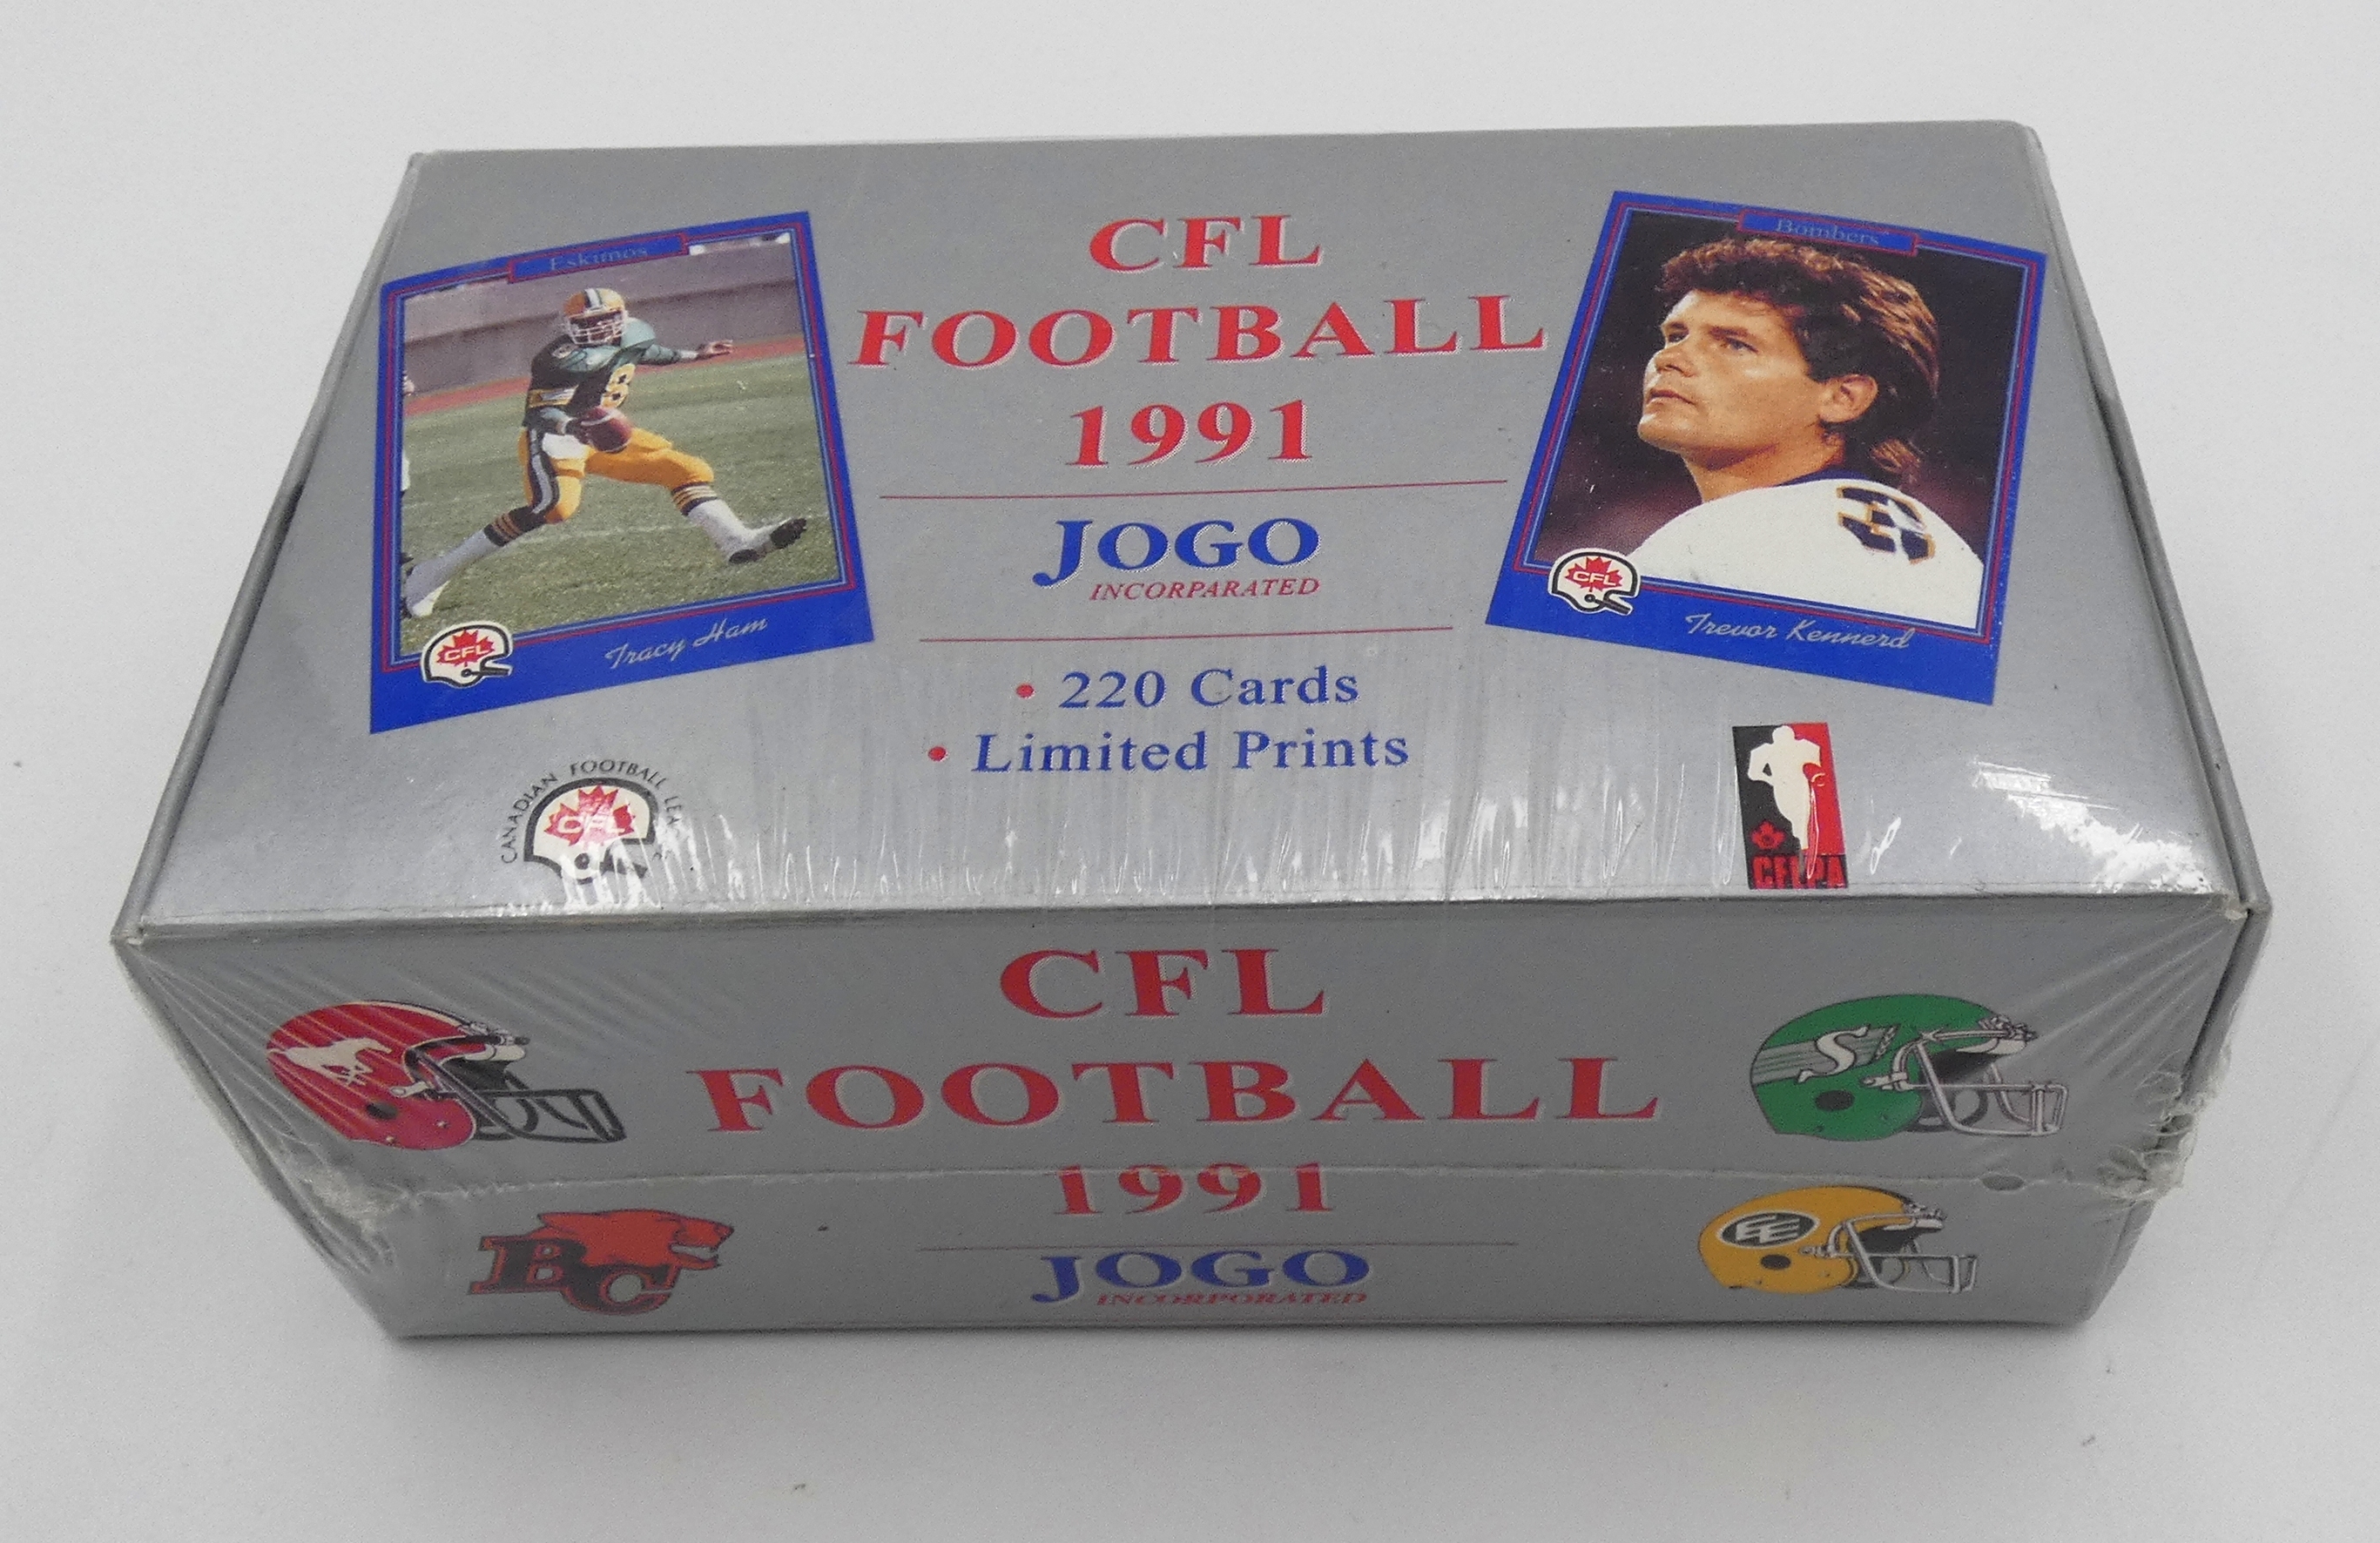 Eskimos
CFL
Tracy Ham
CFL
FOOTBALL
1991
JOGO
INCORPARATED
• 220 Cards
• Limited Prints
Bombers
CFL
Trevor Kennerd
CANADIAN FOOTBALL
CFL
CFLPA
CFL
FOOTBALL
1991
JOGO
INCORPORATED
S
BC
EE